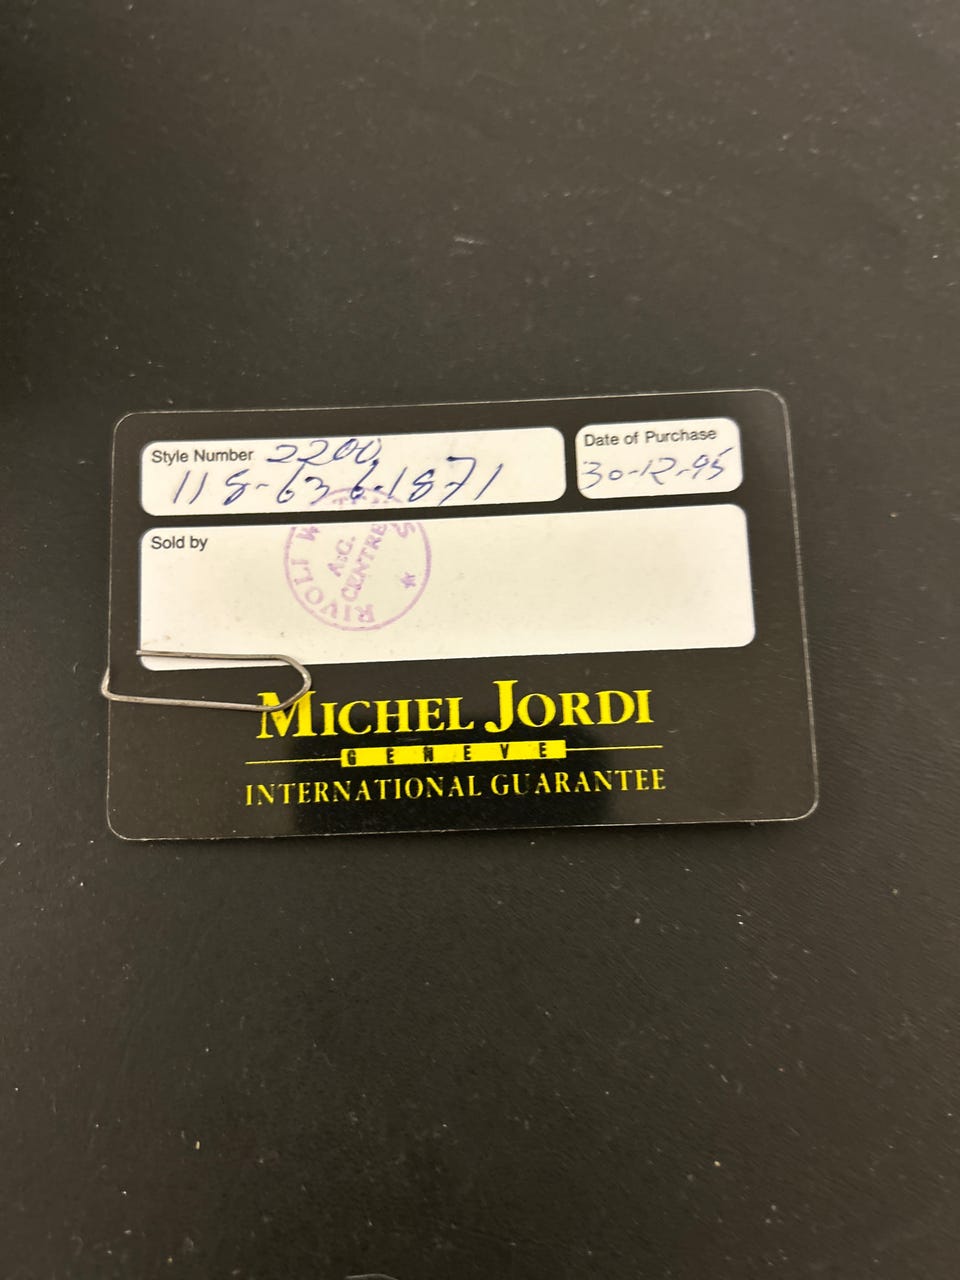 Style Number 2200
118-636-1871
Date of Purchase
30-12-95
Sold by
RIVOLI
A.G.
CENTRE
MICHEL JORDI
GENEVE
INTERNATIONAL GUARANTEE